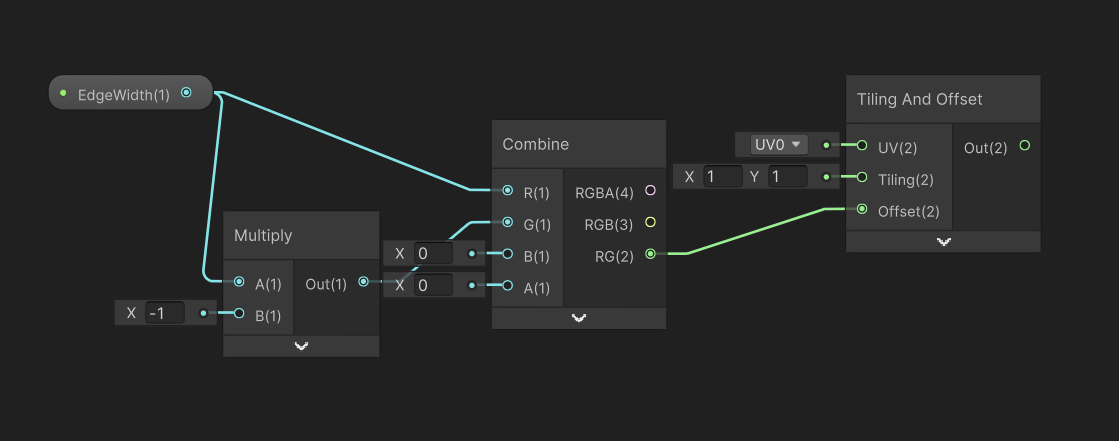 EdgeWidth(1)
Multiply
A(1)
Out(1)
X -1
B(1)
Combine
R(1)
RGBA(4)
G(1)
RGB(3)
X 0
B(1)
RG(2)
X 0
A(1)
Tiling And Offset
UV0
UV(2)
Out(2)
X 1 Y 1
Tiling(2)
Offset(2)